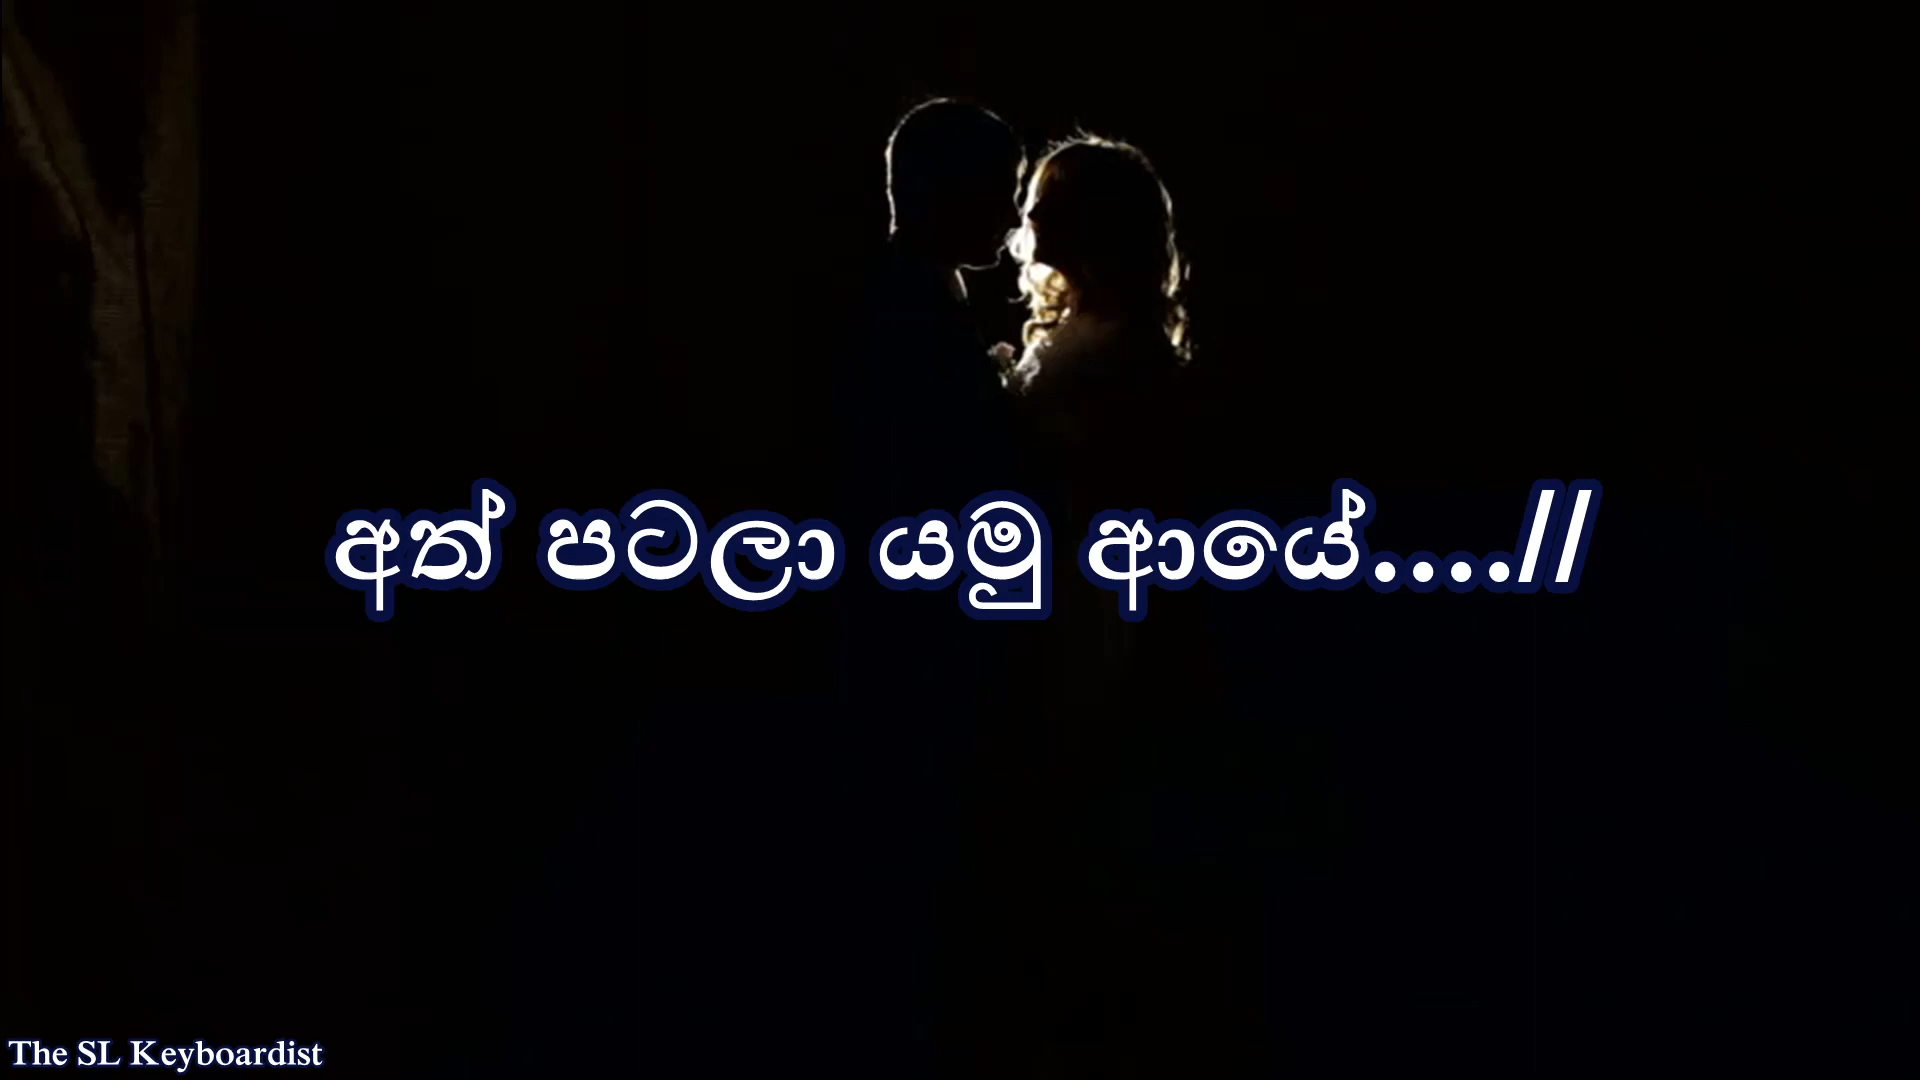 අත් පටලා යමු ආයේ....//
The SL Keyboardist